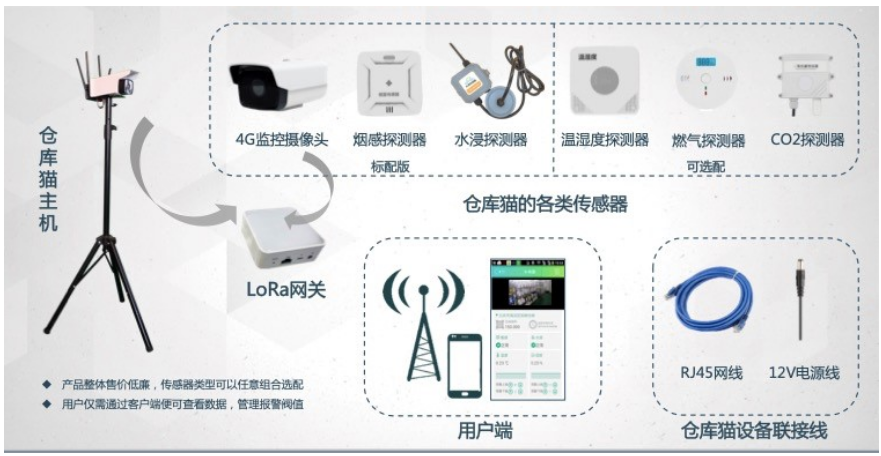 仓库猫主机
4G监控摄像头
烟感探测器
水浸探测器
标配版
温湿度
温湿度探测器
燃气探测器
CO2探测器
可选配
仓库猫的各类传感器
LoRa网关
用户端
RJ45网线
12V电源线
仓库猫设备联接线
◆ 产品整体售价低廉，传感器类型可以任意组合选配
◆ 用户仅需通过客户端便可查看数据，管理报警阀值